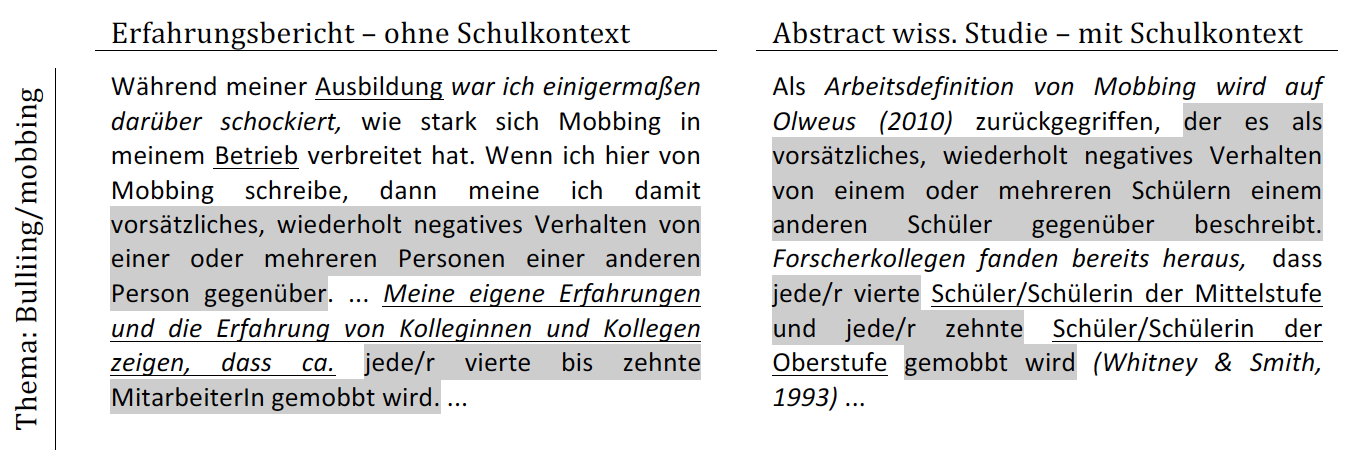 Thema: Bulliing/mobbing
Erfahrungsbericht – ohne Schulkontext
Während meiner Ausbildung war ich einigermaßen
darüber schockiert, wie stark sich Mobbing in
meinem Betrieb verbreitet hat. Wenn ich hier von
Mobbing schreibe, dann meine ich damit
vorsätzliches, wiederholt negatives Verhalten von
einer oder mehreren Personen einer anderen
Person gegenüber. ... Meine eigene Erfahrungen
und die Erfahrung von Kolleginnen und Kollegen
zeigen, dass ca. jede/r vierte bis zehnte
MitarbeiterIn gemobbt wird. ...
Abstract wiss. Studie – mit Schulkontext
Als Arbeitsdefinition von Mobbing wird auf
Olweus (2010) zurückgegriffen, der es als
vorsätzliches, wiederholt negatives Verhalten
von einem oder mehreren Schülern einem
anderen Schüler gegenüber beschreibt.
Forscherkollegen fanden bereits heraus, dass
jede/r vierte Schüler/Schülerin der Mittelstufe
und jede/r zehnte Schüler/Schülerin der
Oberstufe gemobbt wird (Whitney & Smith,
1993) ...